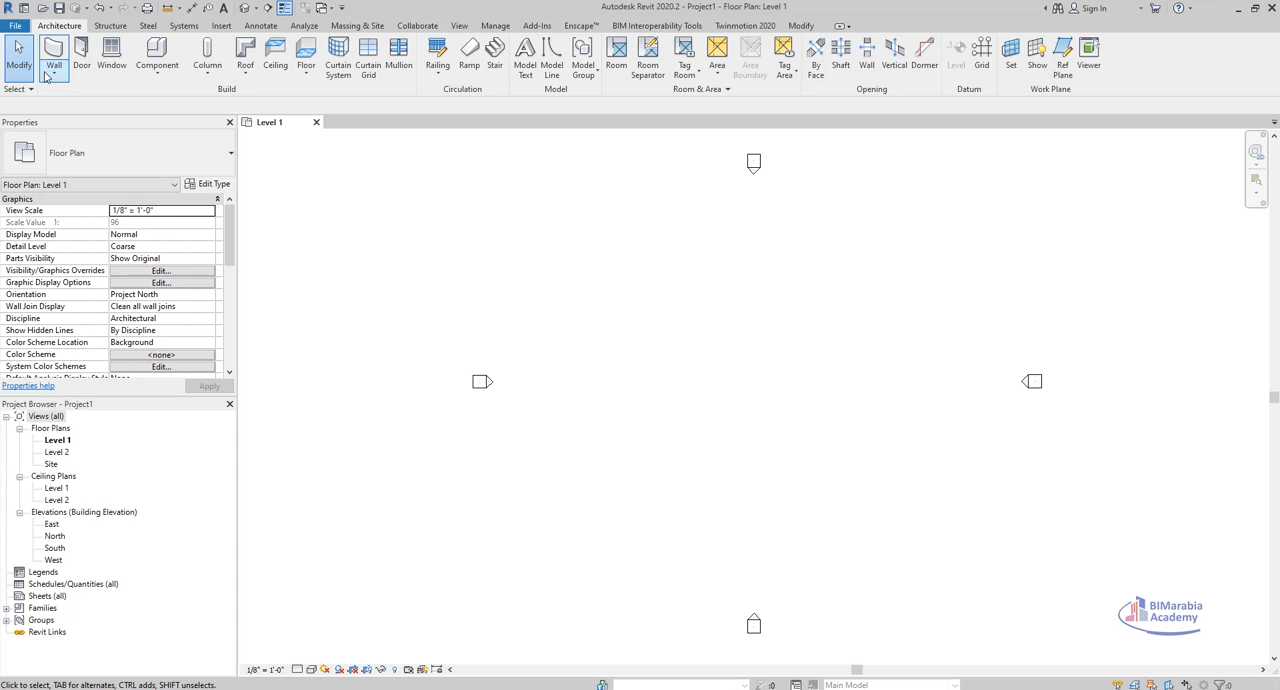 Autodesk Revit 2020.2 - Project1 - Floor Plan: Level 1
Sign In
File Architecture Structure Steel Systems Insert Annotate Analyze Massing & Site Collaborate View Manage Add-Ins Enscape™ BIM Interoperability Tools Twinmotion 2020 Modify
Modify Wall Door Window Component Column Roof Ceiling Floor Curtain System Curtain Grid Mullion Railing Ramp Stair Model Text Model Line Model Group Room Room Separator Tag Room Area Area Boundary Tag Area By Face Shaft Wall Vertical Dormer Level Grid Set Show Ref Plane Viewer
Select Build Circulation Model Room & Area Opening Datum Work Plane
Properties
Level 1
Floor Plan
Floor Plan: Level 1 Edit Type
Graphics
View Scale 1/8" = 1'-0"
Scale Value 1: 96
Display Model Normal
Detail Level Coarse
Parts Visibility Show Original
Visibility/Graphics Overrides Edit...
Graphic Display Options Edit...
Orientation Project North
Wall Join Display Clean all wall joins
Discipline Architectural
Show Hidden Lines By Discipline
Color Scheme Location Background
Color Scheme <none>
System Color Schemes Edit...
Properties help Apply
Project Browser - Project1
Views (all)
Floor Plans
Level 1
Level 2
Site
Ceiling Plans
Level 1
Level 2
Elevations (Building Elevation)
East
North
South
West
Legends
Schedules/Quantities (all)
Sheets (all)
Families
Groups
Revit Links
BIMarabia
Academy
1/8" = 1'-0"
Click to select, TAB for alternates, CTRL adds, SHIFT unselects. :0 Main Model :0